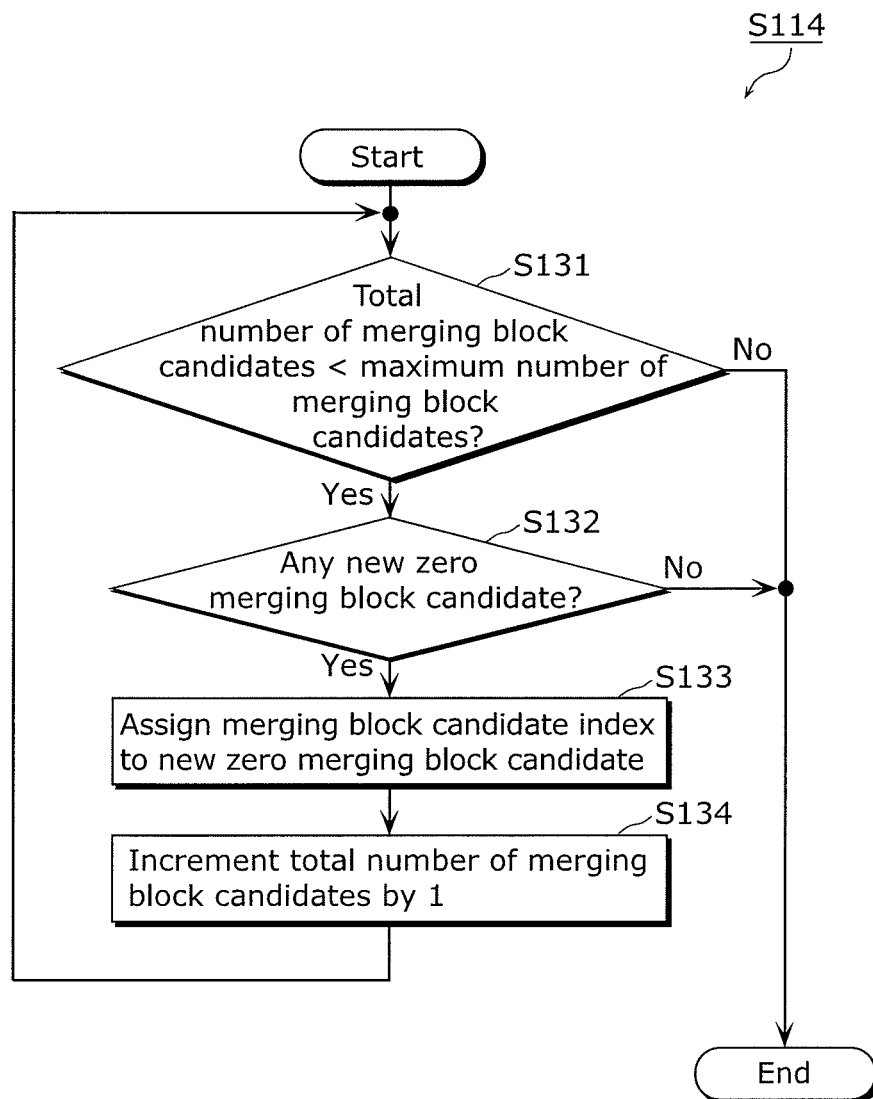 S114
Start
S131
Total
number of merging block
candidates < maximum number of
merging block
candidates?
No
Yes
S132
Any new zero
merging block candidate?
No
Yes
S133
Assign merging block candidate index
to new zero merging block candidate
S134
Increment total number of merging
block candidates by 1
End